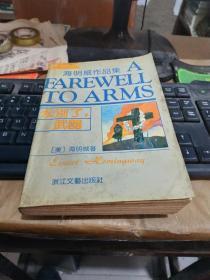 海明威作品集
A
FAREWELL
TO ARMS
永别了，
武器
[美] 海明威著
Ernest Hemingway
浙江文艺出版社